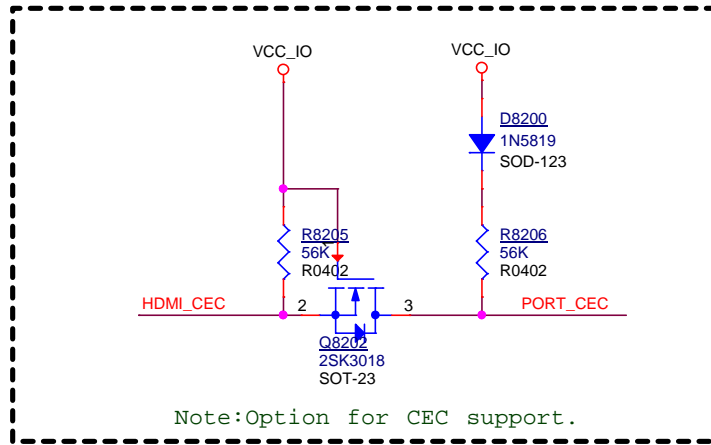 VCC_IO
VCC_IO
D8200
1N5819
SOD-123
R8205
56K
R0402
R8206
56K
R0402
HDMI_CEC
2
3
PORT_CEC
Q8202
2SK3018
SOT-23
Note:Option for CEC support.